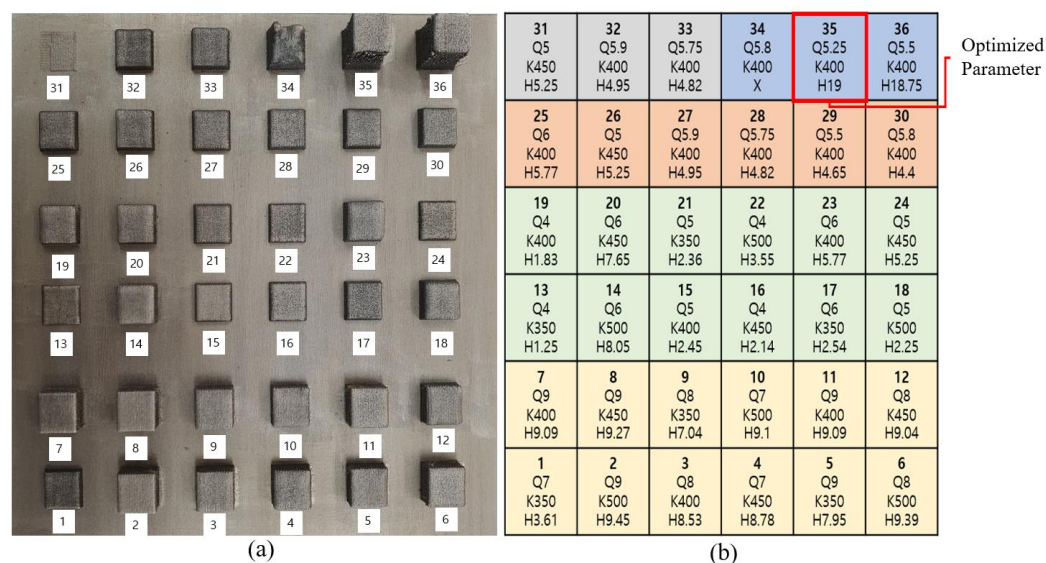 31 32 33 34 35 36
25 26 27 28 29 30
19 20 21 22 23 24
13 14 15 16 17 18
7 8 9 10 11 12
1 2 3 4 5 6
(a)
31 32 33 34 35 36
Q5 Q5.9 Q5.75 Q5.8 Q5.25 Q5.5
K450 K400 K400 K400 K400 K400
H5.25 H4.95 H4.82 X H19 H18.75
25 26 27 28 29 30
Q6 Q5 Q5.9 Q5.75 Q5.5 Q5.8
K400 K450 K400 K400 K400 K400
H5.77 H5.25 H4.95 H4.82 H4.65 H4.4
19 20 21 22 23 24
Q4 Q6 Q5 Q4 Q6 Q5
K400 K450 K350 K500 K400 K450
H1.83 H7.65 H2.36 H3.55 H5.77 H5.25
13 14 15 16 17 18
Q4 Q6 Q5 Q4 Q6 Q5
K350 K500 K400 K450 K350 K500
H1.25 H8.05 H2.45 H2.14 H2.54 H2.25
7 8 9 10 11 12
Q9 Q9 Q8 Q7 Q9 Q8
K400 K450 K350 K500 K400 K450
H9.09 H9.27 H7.04 H9.1 H9.09 H9.04
1 2 3 4 5 6
Q7 Q9 Q8 Q7 Q9 Q8
K350 K500 K400 K450 K350 K500
H3.61 H9.45 H8.53 H8.78 H7.95 H9.39
Optimized
Parameter
(b)